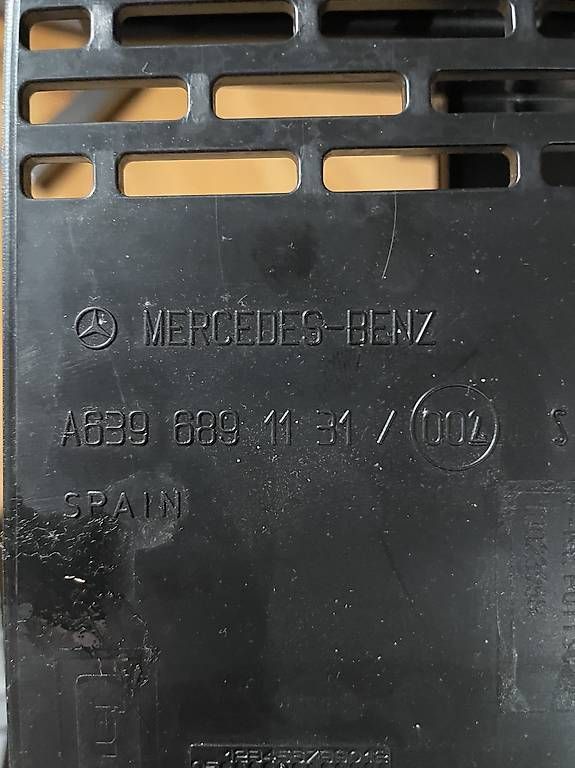 MERCEDES-BENZ
A639 689 11 31 / 002 S
SPAIN